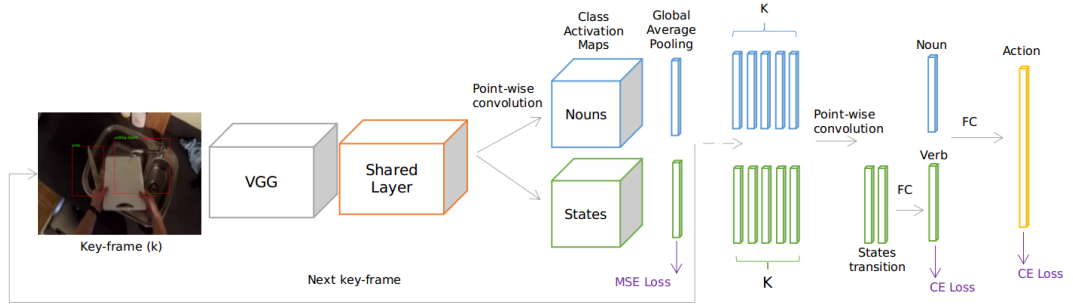 Class
Activation
Maps
Global
Average
Pooling
K
Noun
Action
Point-wise
convolution
Nouns
Point-wise
convolution
FC
VGG
Shared
Layer
Verb
FC
States
Key-frame (k)
States
transition
Next key-frame
MSE Loss
K
CE Loss
CE Loss